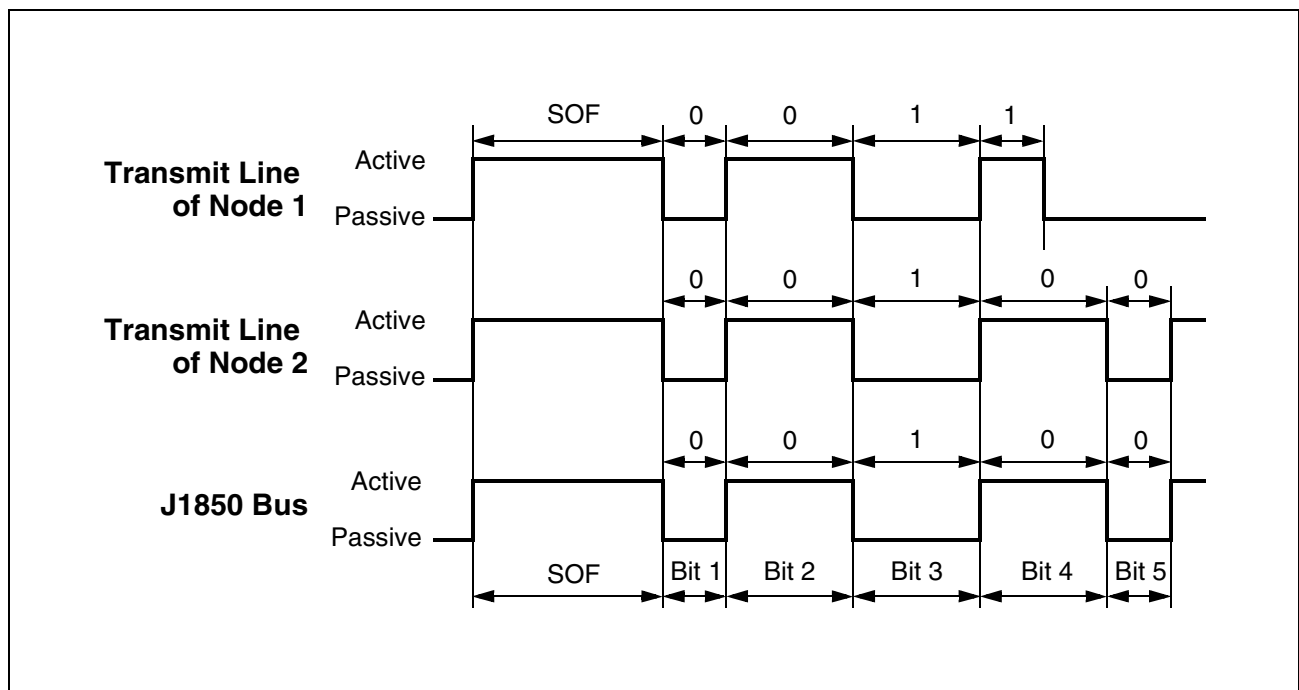 SOF 0 0 1 1
Transmit Line
of Node 1
Active
Passive
0 0 1 0 0
Transmit Line
of Node 2
Active
Passive
0 0 1 0 0
J1850 Bus
Active
Passive
SOF Bit 1 Bit 2 Bit 3 Bit 4 Bit 5